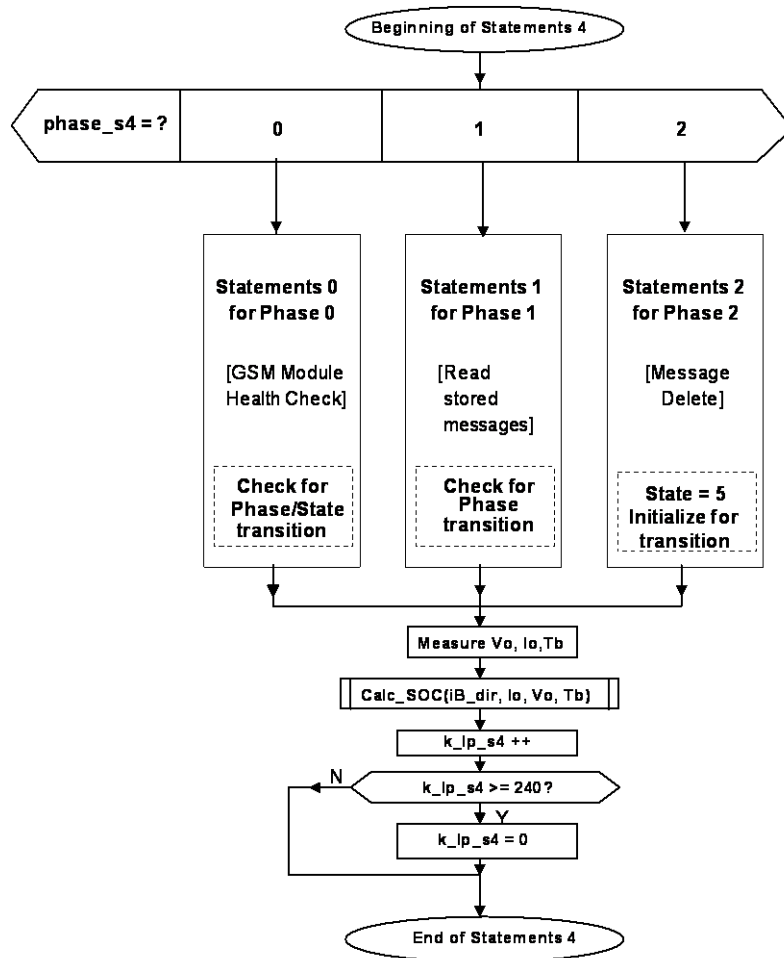 Beginning of Statements 4
phase_s4 = ?
0
1
2
Statements 0
for Phase 0
[GSM Module
Health Check]
Check for
Phase/State
transition
Statements 1
for Phase 1
[Read
stored
messages]
Check for
Phase
transition
Statements 2
for Phase 2
[Message
Delete]
State = 5
Initialize for
transition
Measure Vo, Io,Tb
Calc_SOC(iB_dir, Io, Vo, Tb)
k_lp_s4 ++
N
k_lp_s4 >= 240?
Y
k_lp_s4 = 0
End of Statements 4